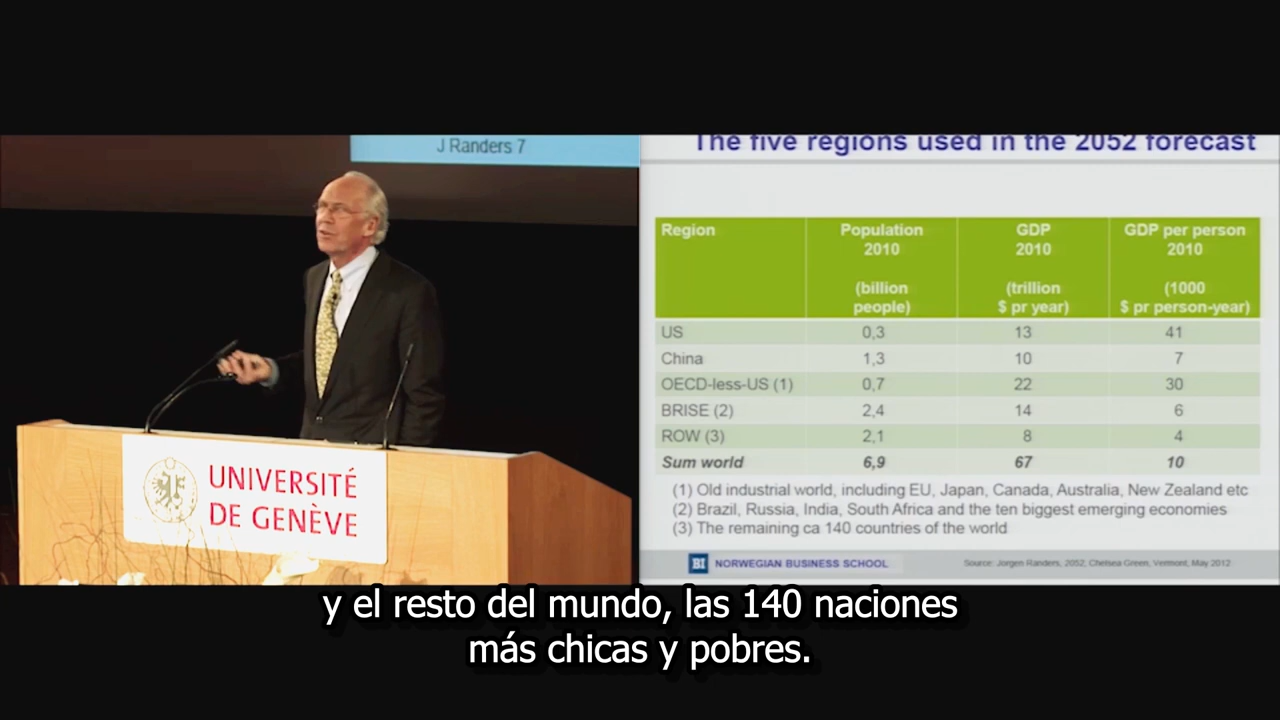 J Randers 7
UNIVERSITÉ
DE GENÈVE
The five regions used in the 2052 forecast
Region Population 2010 (billion people) GDP 2010 (trillion $ pr year) GDP per person 2010 (1000 $ pr person-year)
US 0,3 13 41
China 1,3 10 7
OECD-less-US (1) 0,7 22 30
BRISE (2) 2,4 14 6
ROW (3) 2,1 8 4
Sum world 6,9 67 10
(1) Old industrial world, including EU, Japan, Canada, Australia, New Zealand etc
(2) Brazil, Russia, India, South Africa and the ten biggest emerging economies
(3) The remaining ca 140 countries of the world
BI NORWEGIAN BUSINESS SCHOOL
Source: Jorgen Randers, 2052, Chelsea Green, Vermont, May 2012
y el resto del mundo, las 140 naciones
más chicas y pobres.